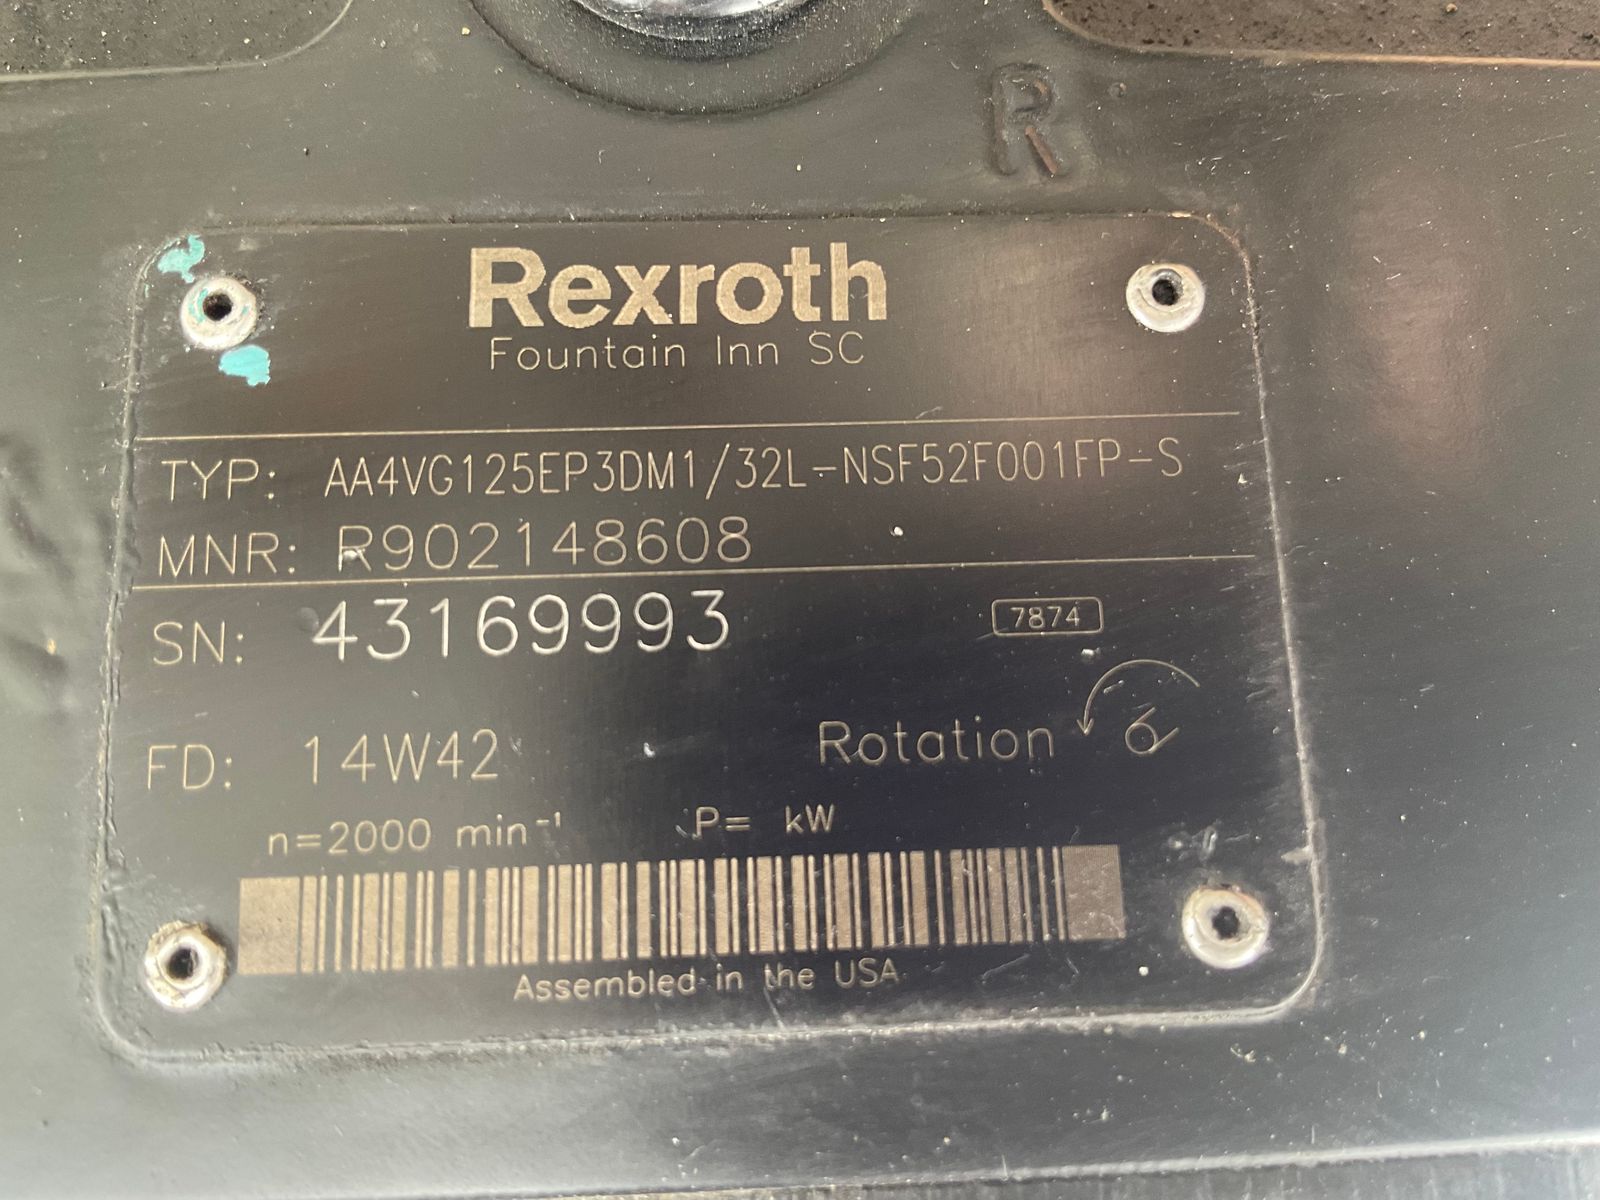 R
Rexroth
Fountain Inn SC
TYP: AA4VG125EP3DM1/32L-NSF52F001FP-S
MNR: R902148608
SN: 43169993
7874
FD: 14W42
Rotation
n=2000 min⁻¹ P= kW
Assembled in the USA